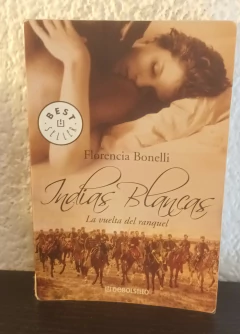 BEST
SELLER
Florencia Bonelli
Indias Blancas
La vuelta del ranquel
DEBOLS!LLO